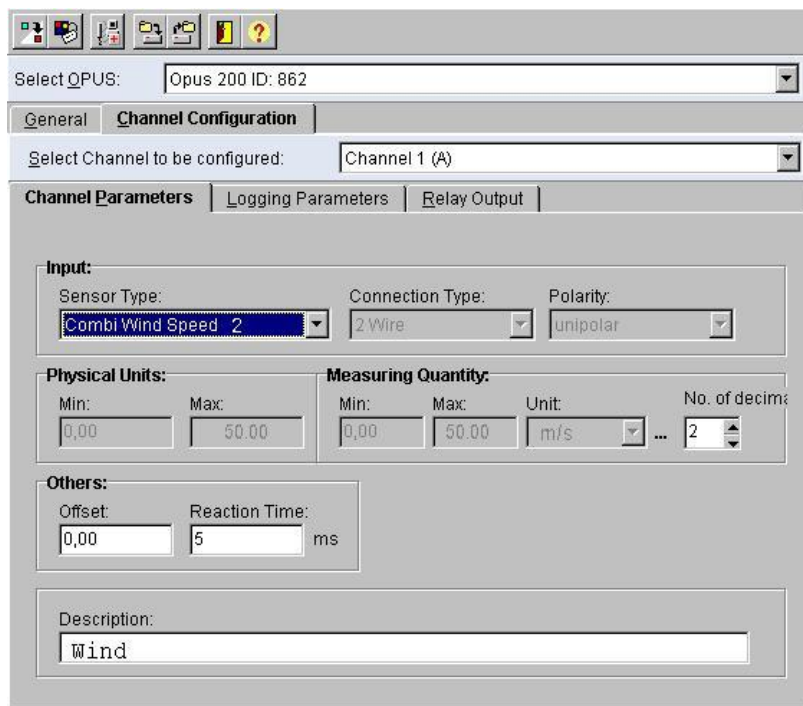 Select OPUS: Opus 200 ID: 862
General Channel Configuration
Select Channel to be configured: Channel 1 (A)
Channel Parameters Logging Parameters Relay Output
Input:
Sensor Type: Connection Type: Polarity:
Combi Wind Speed 2 2 Wire unipolar
Physical Units: Measuring Quantity:
Min: Max: Min: Max: Unit: No. of decima
0,00 50.00 0,00 50.00 m/s ... 2
Others:
Offset: Reaction Time:
0,00 5 ms
Description:
Wind